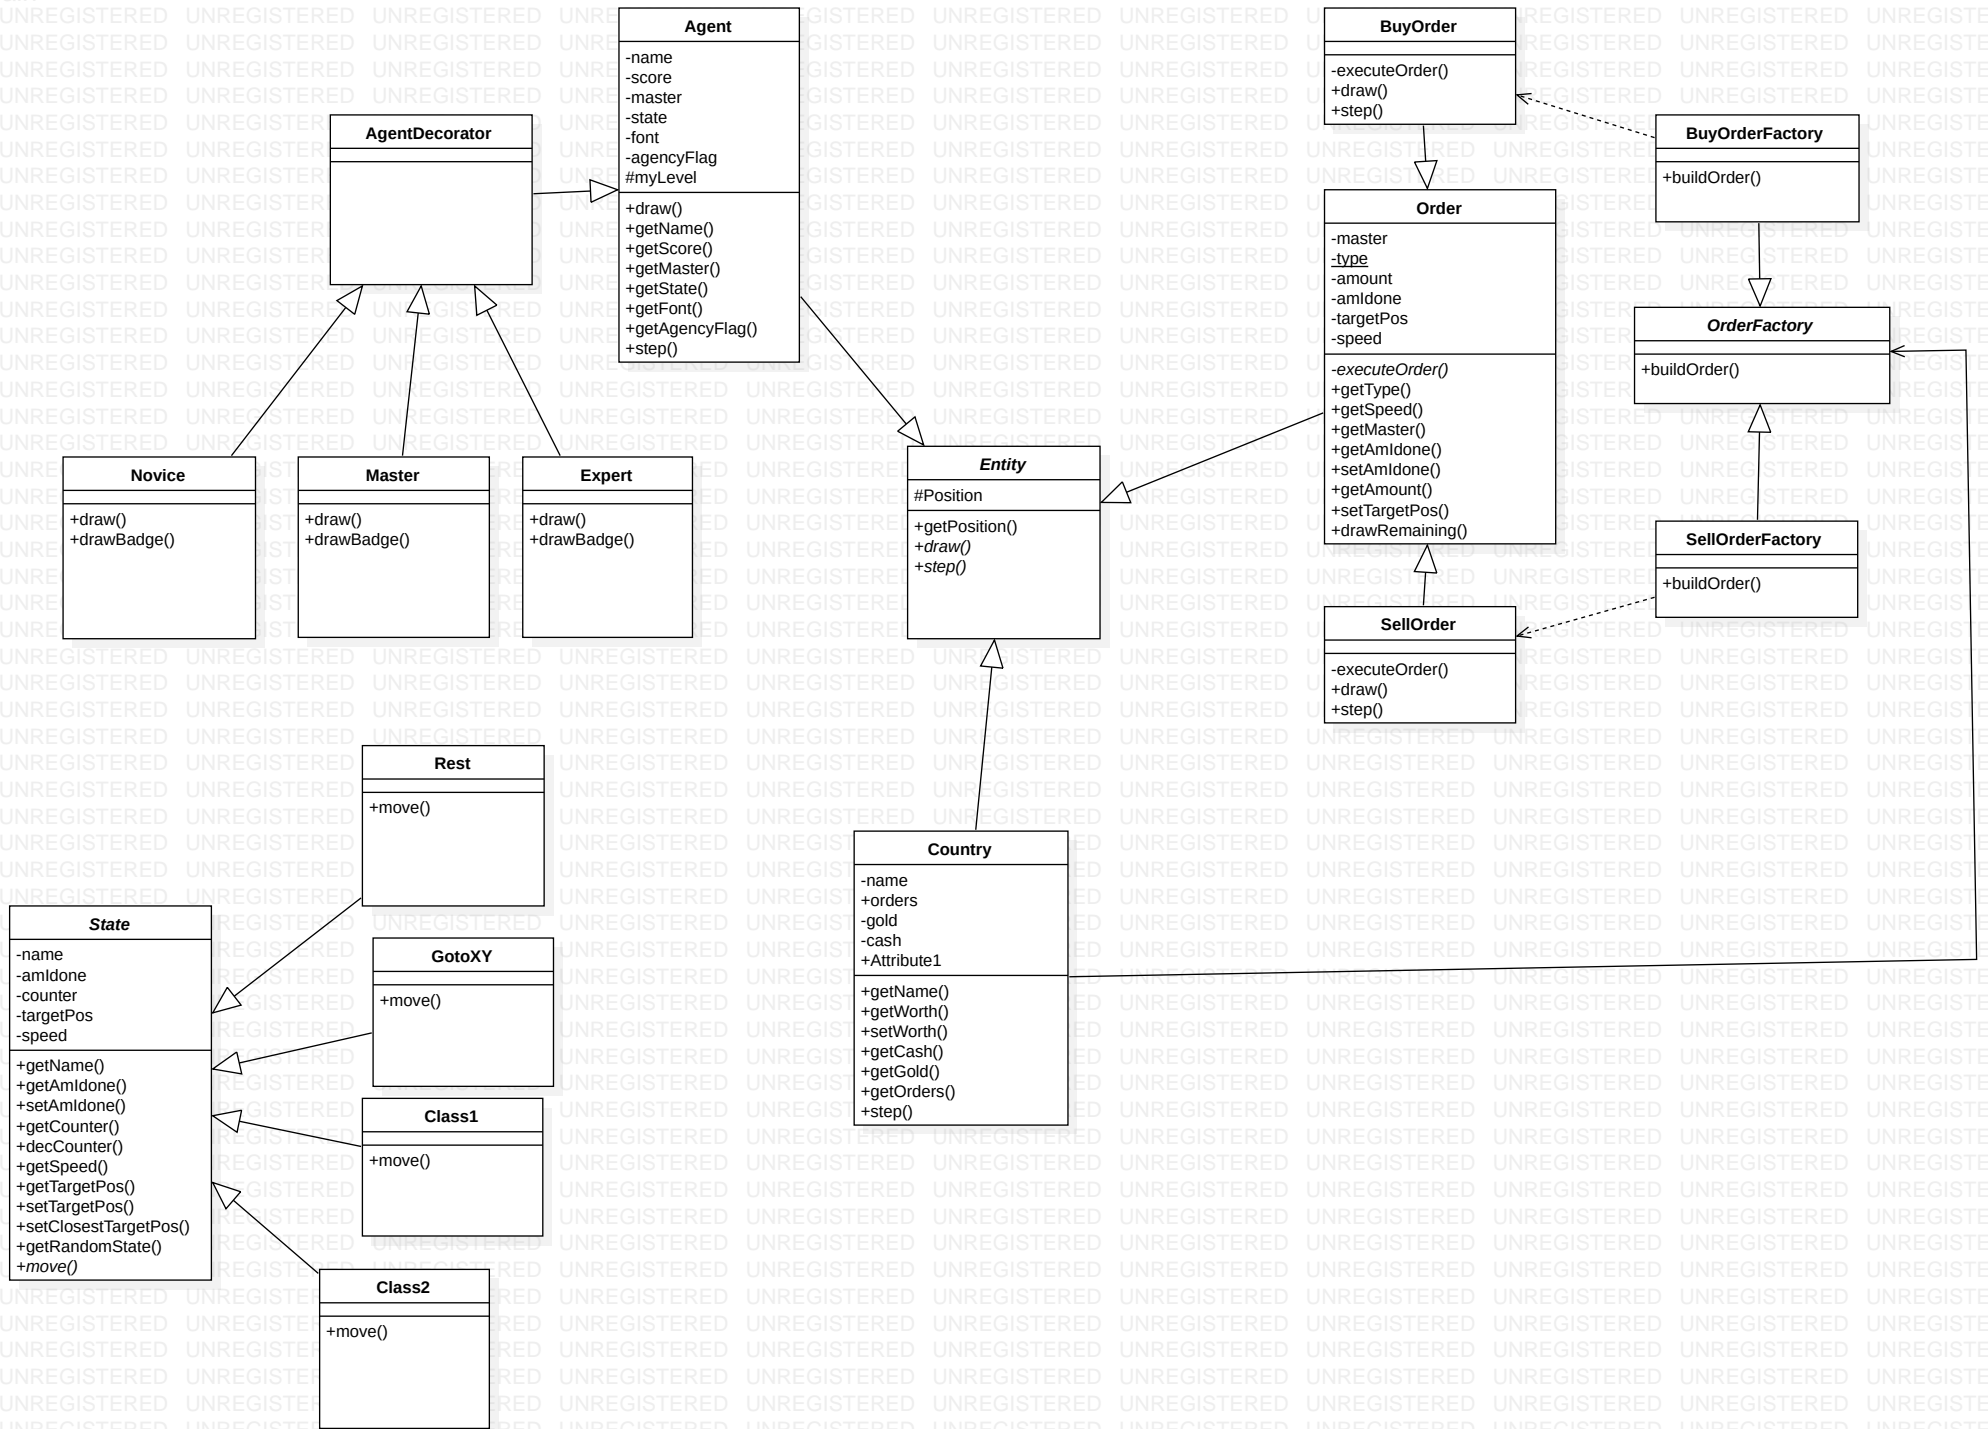 Agent
-name
-score
-master
-state
-font
-agencyFlag
#myLevel
+draw()
+getName()
+getScore()
+getMaster()
+getState()
+getFont()
+getAgencyFlag()
+step()
AgentDecorator
Novice
+draw()
+drawBadge()
Master
+draw()
+drawBadge()
Expert
+draw()
+drawBadge()
BuyOrder
-executeOrder()
+draw()
+step()
BuyOrderFactory
+buildOrder()
Order
-master
-type
-amount
-amIdone
-targetPos
-speed
-executeOrder()
+getType()
+getSpeed()
+getMaster()
+getAmIdone()
+setAmIdone()
+getAmount()
+setTargetPos()
+drawRemaining()
OrderFactory
+buildOrder()
Entity
#Position
+getPosition()
+draw()
+step()
SellOrderFactory
+buildOrder()
SellOrder
-executeOrder()
+draw()
+step()
Rest
+move()
State
-name
-amIdone
-counter
-targetPos
-speed
+getName()
+getAmIdone()
+setAmIdone()
+getCounter()
+decCounter()
+getSpeed()
+getTargetPos()
+setTargetPos()
+setClosestTargetPos()
+getRandomState()
+move()
GotoXY
+move()
Class1
+move()
Class2
+move()
Country
-name
+orders
-gold
-cash
+Attribute1
+getName()
+getWorth()
+setWorth()
+getCash()
+getGold()
+getOrders()
+step()
UNREGISTERED